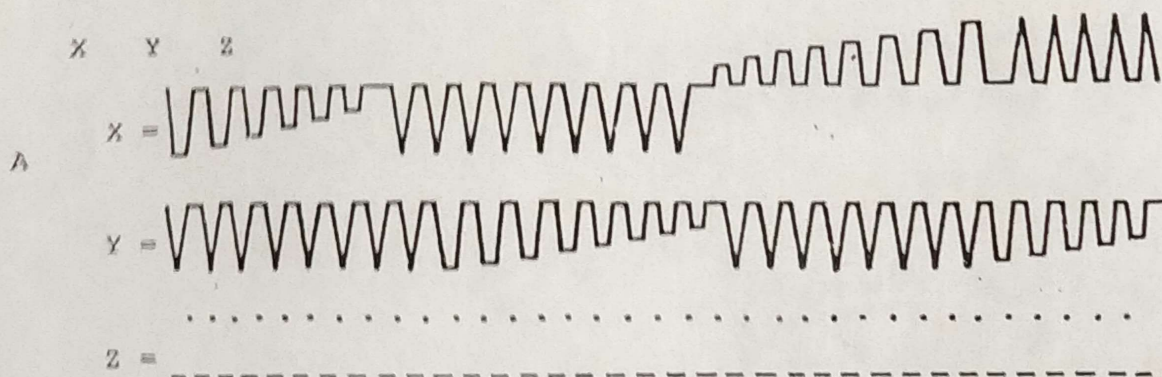 X Y Z
X =
A
Y =
Z =